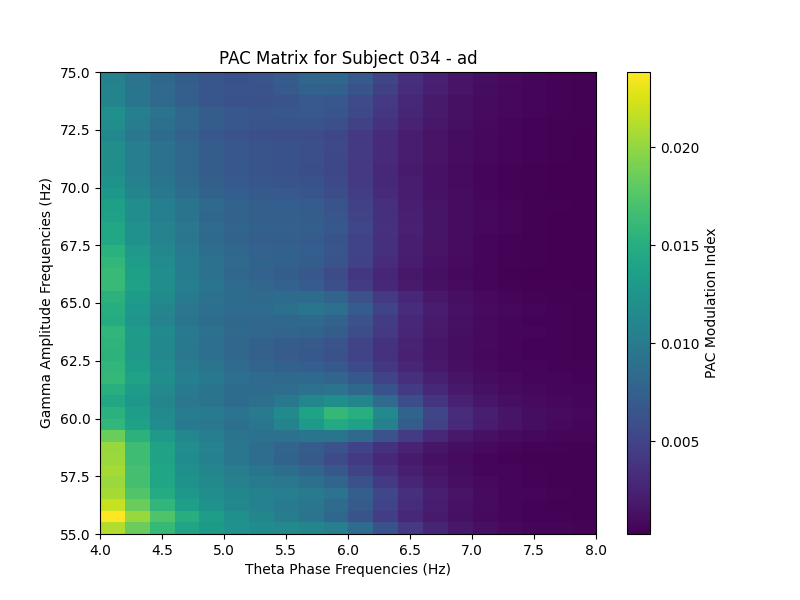 PAC Matrix for Subject 034 - ad
75.0
72.5
70.0
67.5
65.0
62.5
60.0
57.5
55.0
Gamma Amplitude Frequencies (Hz)
4.0 4.5 5.0 5.5 6.0 6.5 7.0 7.5 8.0
Theta Phase Frequencies (Hz)
0.020
0.015
0.010
0.005
PAC Modulation Index